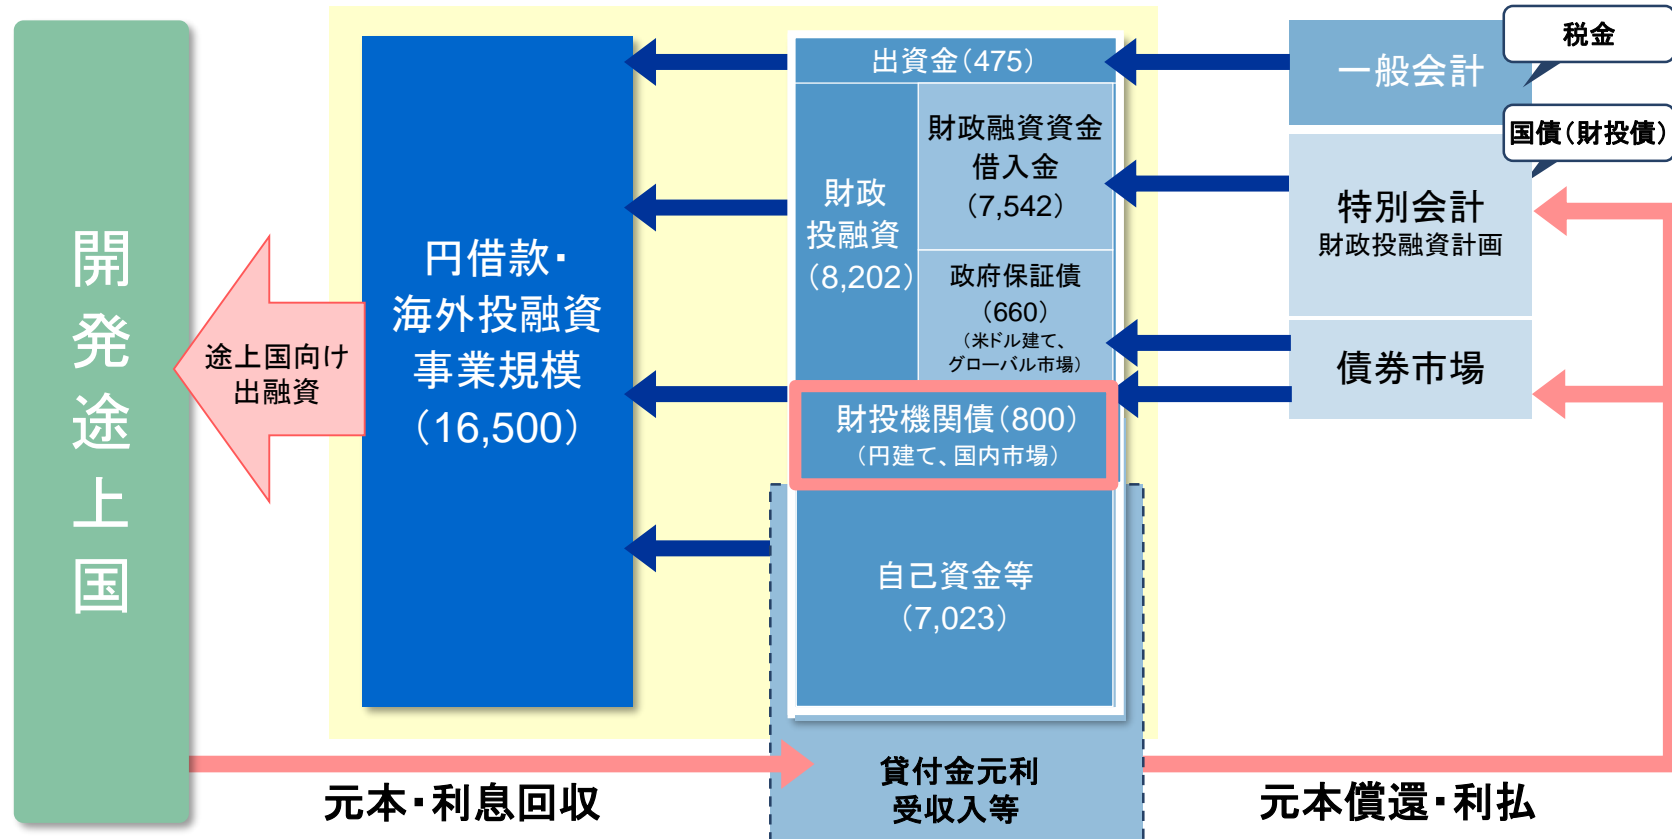 開発途上国
途上国向け
出融資
円借款・
海外投融資
事業規模
（16,500）
出資金（475）
財政
投融資
（8,202）
財政融資資金
借入金
（7,542）
政府保証債
（660）
（米ドル建て、
グローバル市場）
財投機関債（800）
（円建て、国内市場）
自己資金等
（7,023）
貸付金元利
受収入等
一般会計
税金
国債（財投債）
特別会計
財政投融資計画
債券市場
元本・利息回収
元本償還・利払